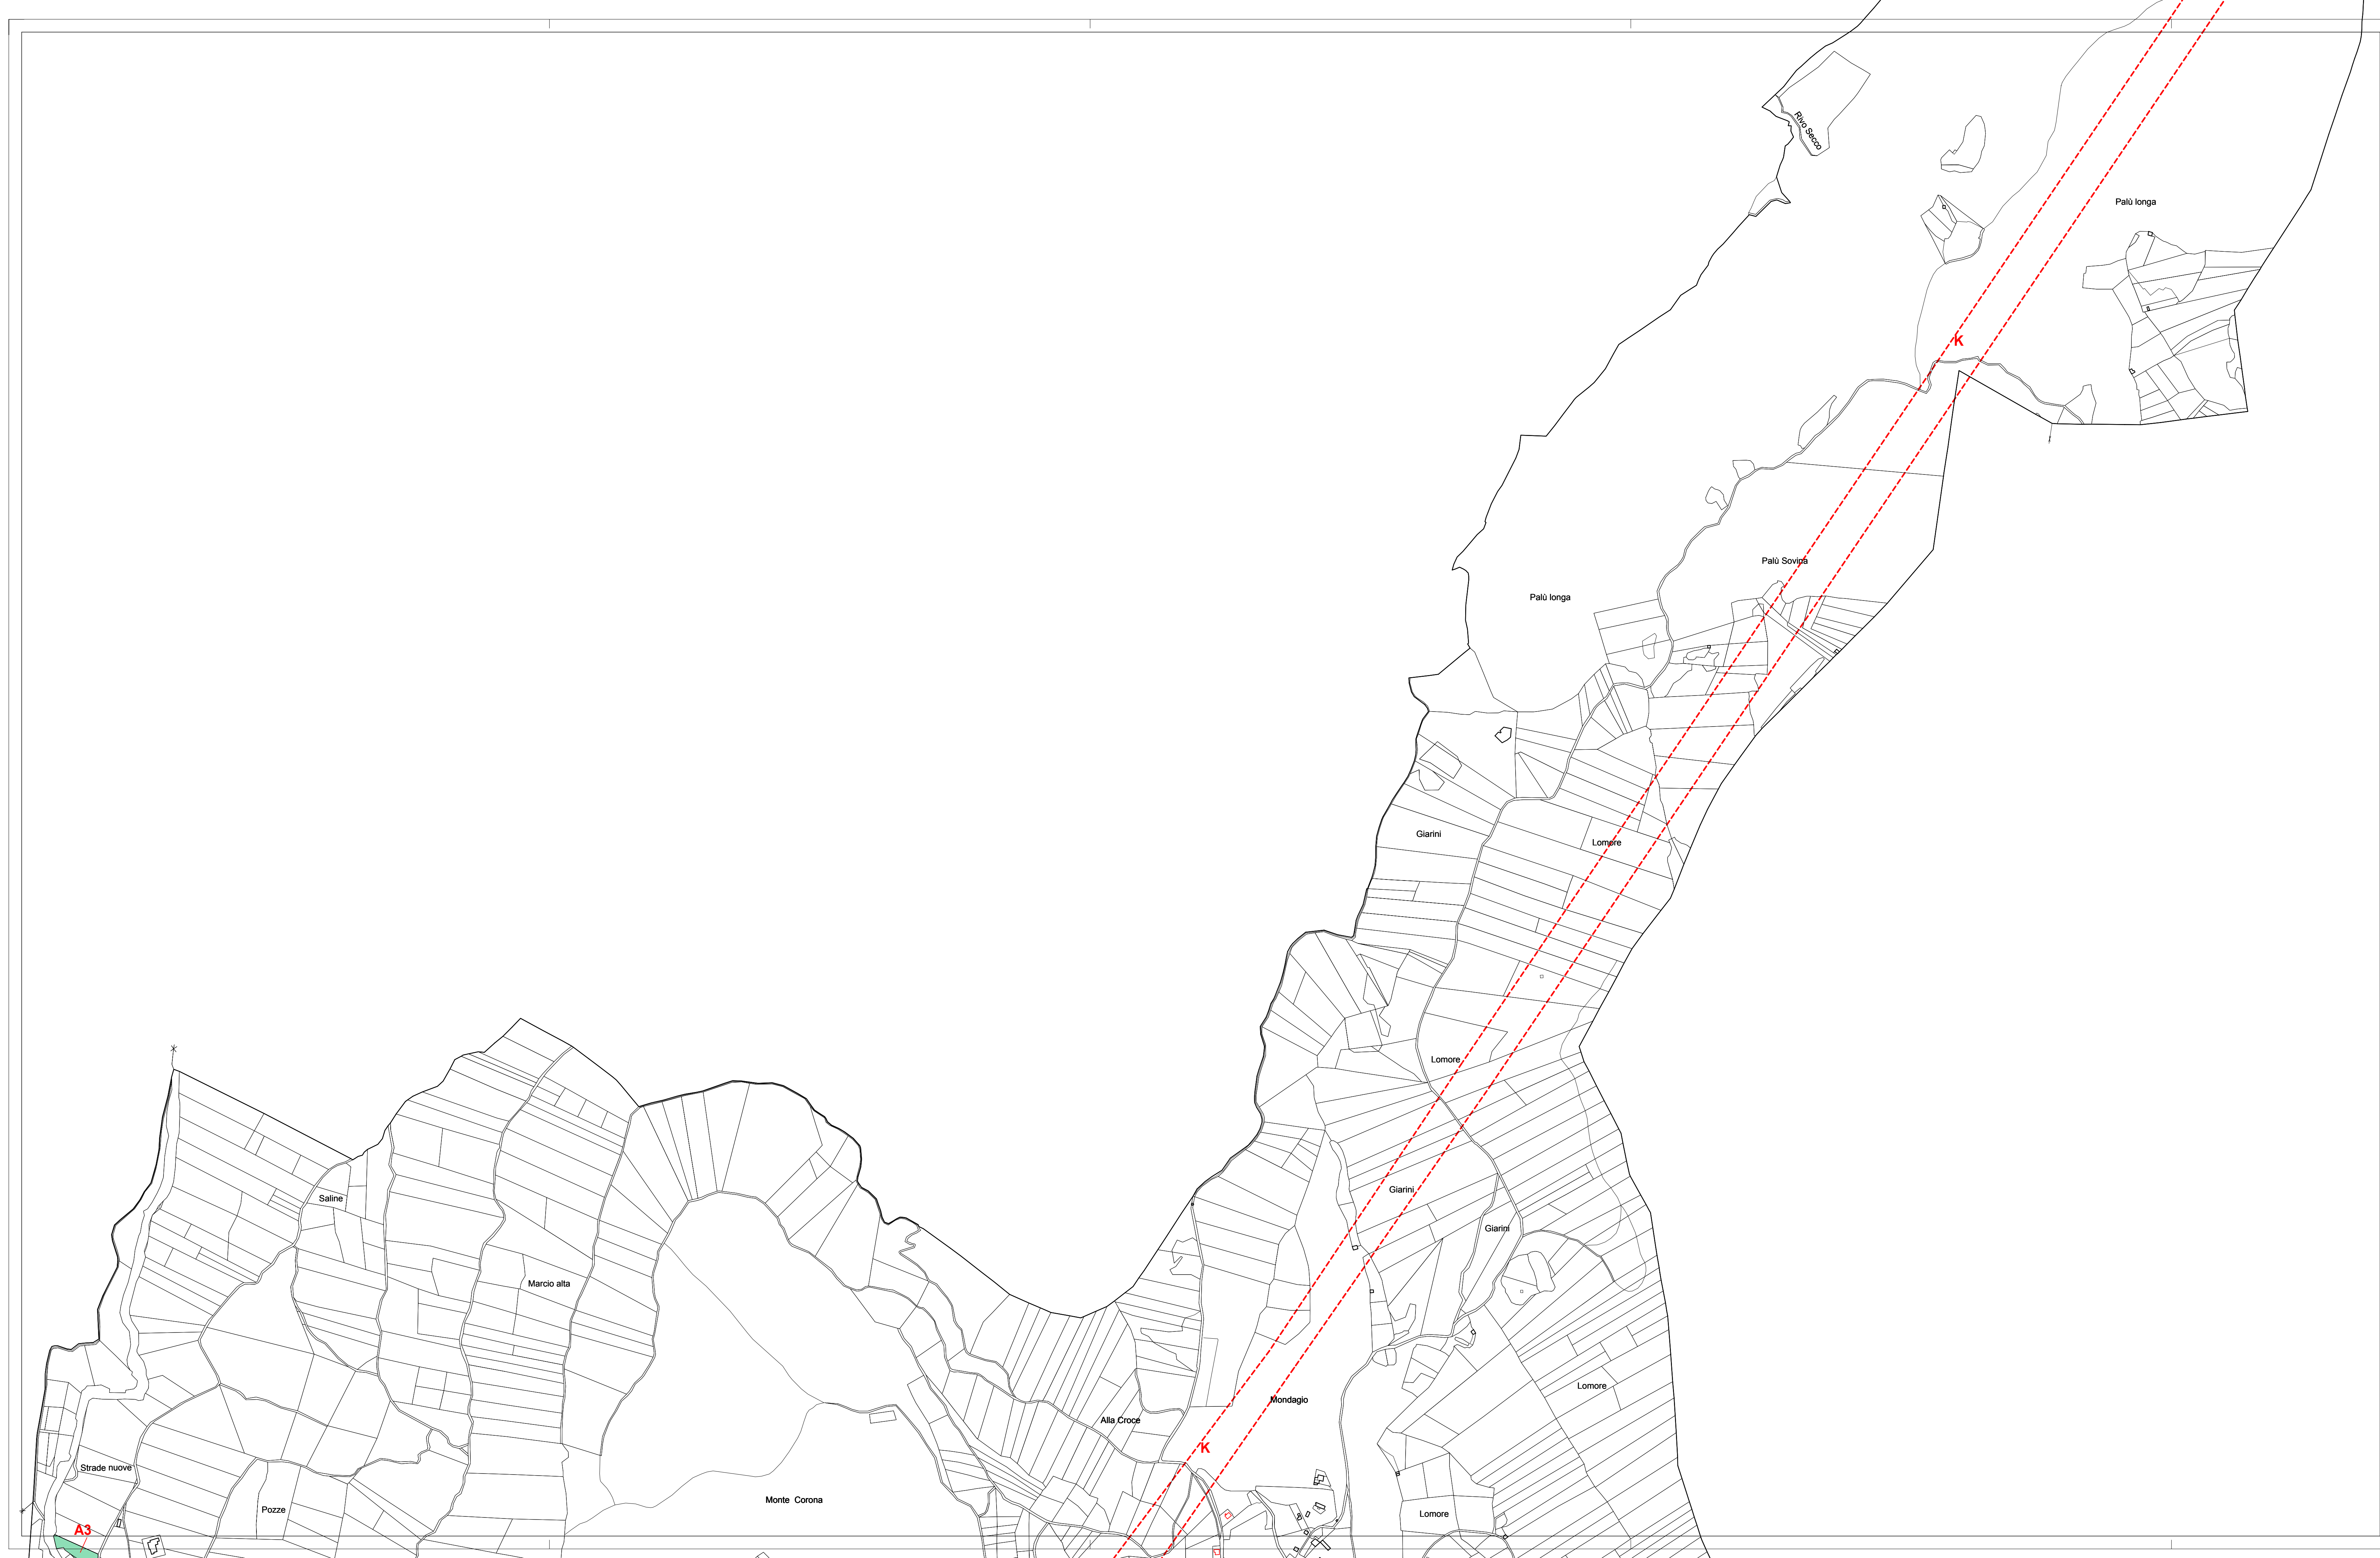 Rivo Secco
Palù longa
K
Palù Sovina
Palù longa
Giarini
Lomore
Lomore
Giarini
Saline
Giarini
Marcio alta
Lomore
Mondagio
Alla Croce
K
Strade nuove
Monte Corona
Pozze
Lomore
A3